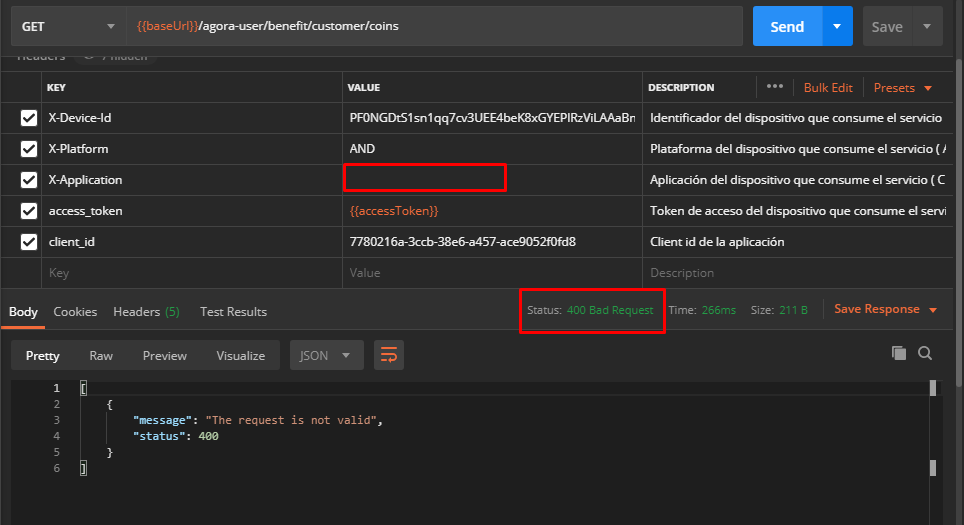 GET {{baseUrl}}/agora-user/benefit/customer/coins Send Save
Headers 7 hidden
KEY VALUE DESCRIPTION ••• Bulk Edit Presets
X-Device-Id PF0NGDtS1sn1qq7cv3UEE4beK8xGYEPIRzViLAAaBn Identificador del dispositivo que consume el servicio
X-Platform AND Plataforma del dispositivo que consume el servicio ( A
X-Application Aplicación del dispositivo que consume el servicio ( C
access_token {{accessToken}} Token de acceso del dispositivo que consume el servi
client_id 7780216a-3ccb-38e6-a457-ace9052f0fd8 Client id de la aplicación
Key Value Description
Body Cookies Headers (5) Test Results Status: 400 Bad Request Time: 266ms Size: 211 B Save Response
Pretty Raw Preview Visualize JSON
1 [
2 {
3 "message": "The request is not valid",
4 "status": 400
5 }
6 ]